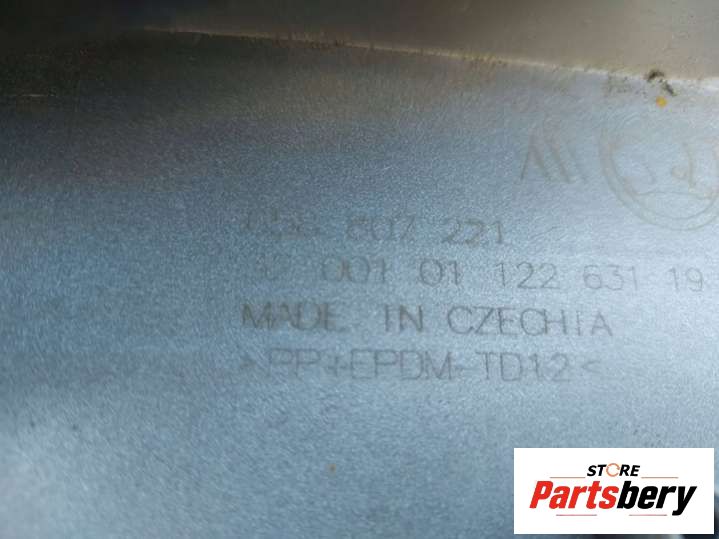 807 221
001 01 122 631 19
MADE IN CZECHIA
>PP+EPDM-TD12<
STORE
Partsbery